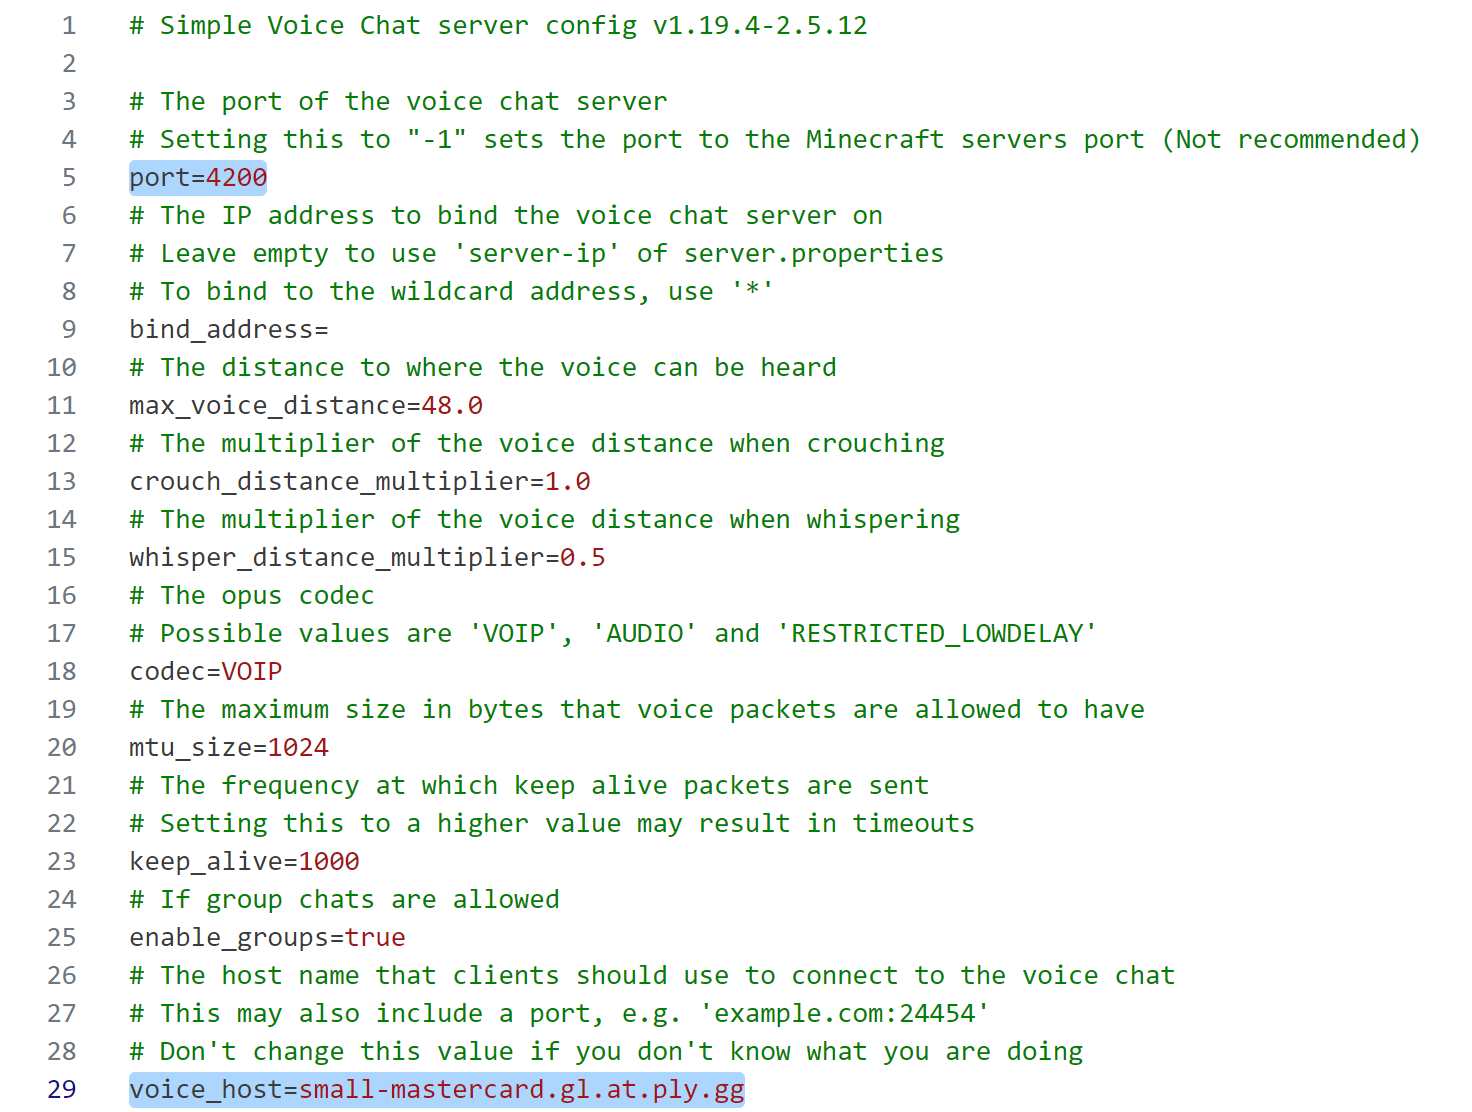 1 # Simple Voice Chat server config v1.19.4-2.5.12
2
3 # The port of the voice chat server
4 # Setting this to "-1" sets the port to the Minecraft servers port (Not recommended)
5 port=4200
6 # The IP address to bind the voice chat server on
7 # Leave empty to use 'server-ip' of server.properties
8 # To bind to the wildcard address, use '*'
9 bind_address=
10 # The distance to where the voice can be heard
11 max_voice_distance=48.0
12 # The multiplier of the voice distance when crouching
13 crouch_distance_multiplier=1.0
14 # The multiplier of the voice distance when whispering
15 whisper_distance_multiplier=0.5
16 # The opus codec
17 # Possible values are 'VOIP', 'AUDIO' and 'RESTRICTED_LOWDELAY'
18 codec=VOIP
19 # The maximum size in bytes that voice packets are allowed to have
20 mtu_size=1024
21 # The frequency at which keep alive packets are sent
22 # Setting this to a higher value may result in timeouts
23 keep_alive=1000
24 # If group chats are allowed
25 enable_groups=true
26 # The host name that clients should use to connect to the voice chat
27 # This may also include a port, e.g. 'example.com:24454'
28 # Don't change this value if you don't know what you are doing
29 voice_host=small-mastercard.gl.at.ply.gg